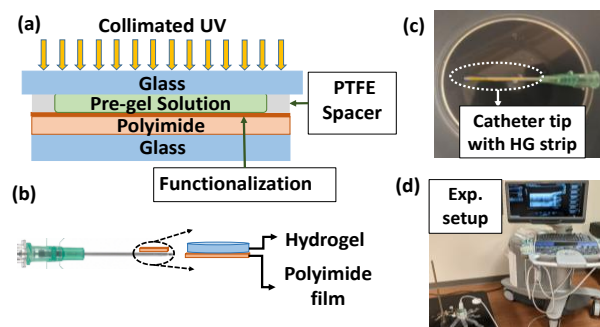 (a)
Collimated UV
Glass
Pre-gel Solution
Polyimide
Glass
PTFE
Spacer
Functionalization
(b)
Hydrogel
Polyimide
film
(c)
Catheter tip
with HG strip
(d)
Exp.
setup